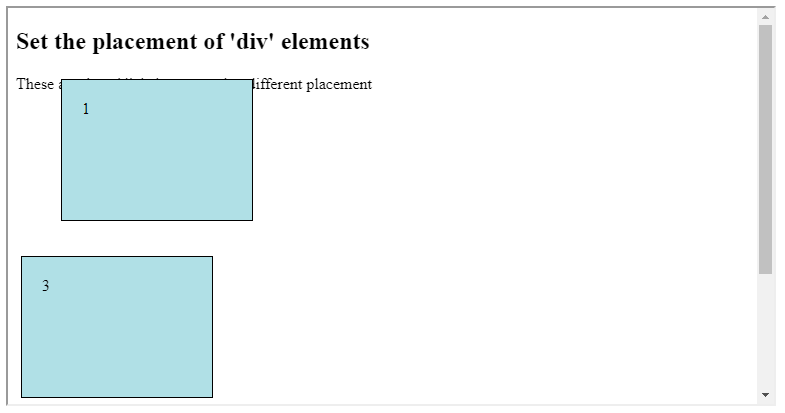 Set the placement of 'div' elements
These different placement
1
3